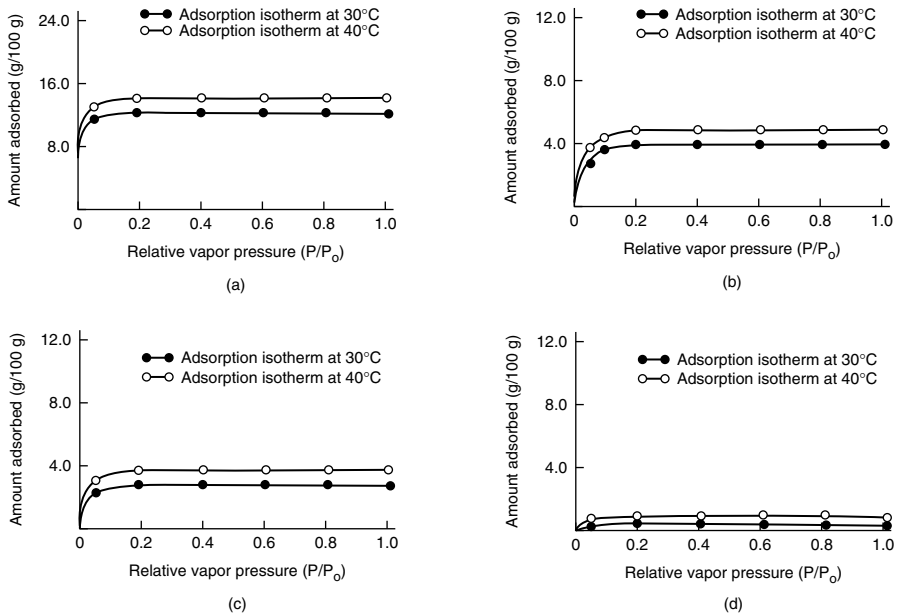 Amount adsorbed (g/100 g)
24.0
16.0
8.0
Adsorption isotherm at 30°C
Adsorption isotherm at 40°C
0 0.2 0.4 0.6 0.8 1.0
Relative vapor pressure (P/Po)
(a)
Amount adsorbed (g/100 g)
12.0
8.0
4.0
Adsorption isotherm at 30°C
Adsorption isotherm at 40°C
0 0.2 0.4 0.6 0.8 1.0
Relative vapor pressure (P/Po)
(b)
Amount adsorbed (g/100 g)
12.0
8.0
4.0
Adsorption isotherm at 30°C
Adsorption isotherm at 40°C
0 0.2 0.4 0.6 0.8 1.0
Relative vapor pressure (P/Po)
(c)
Amount adsorbed (g/100 g)
12.0
8.0
4.0
Adsorption isotherm at 30°C
Adsorption isotherm at 40°C
0 0.2 0.4 0.6 0.8 1.0
Relative vapor pressure (P/Po)
(d)